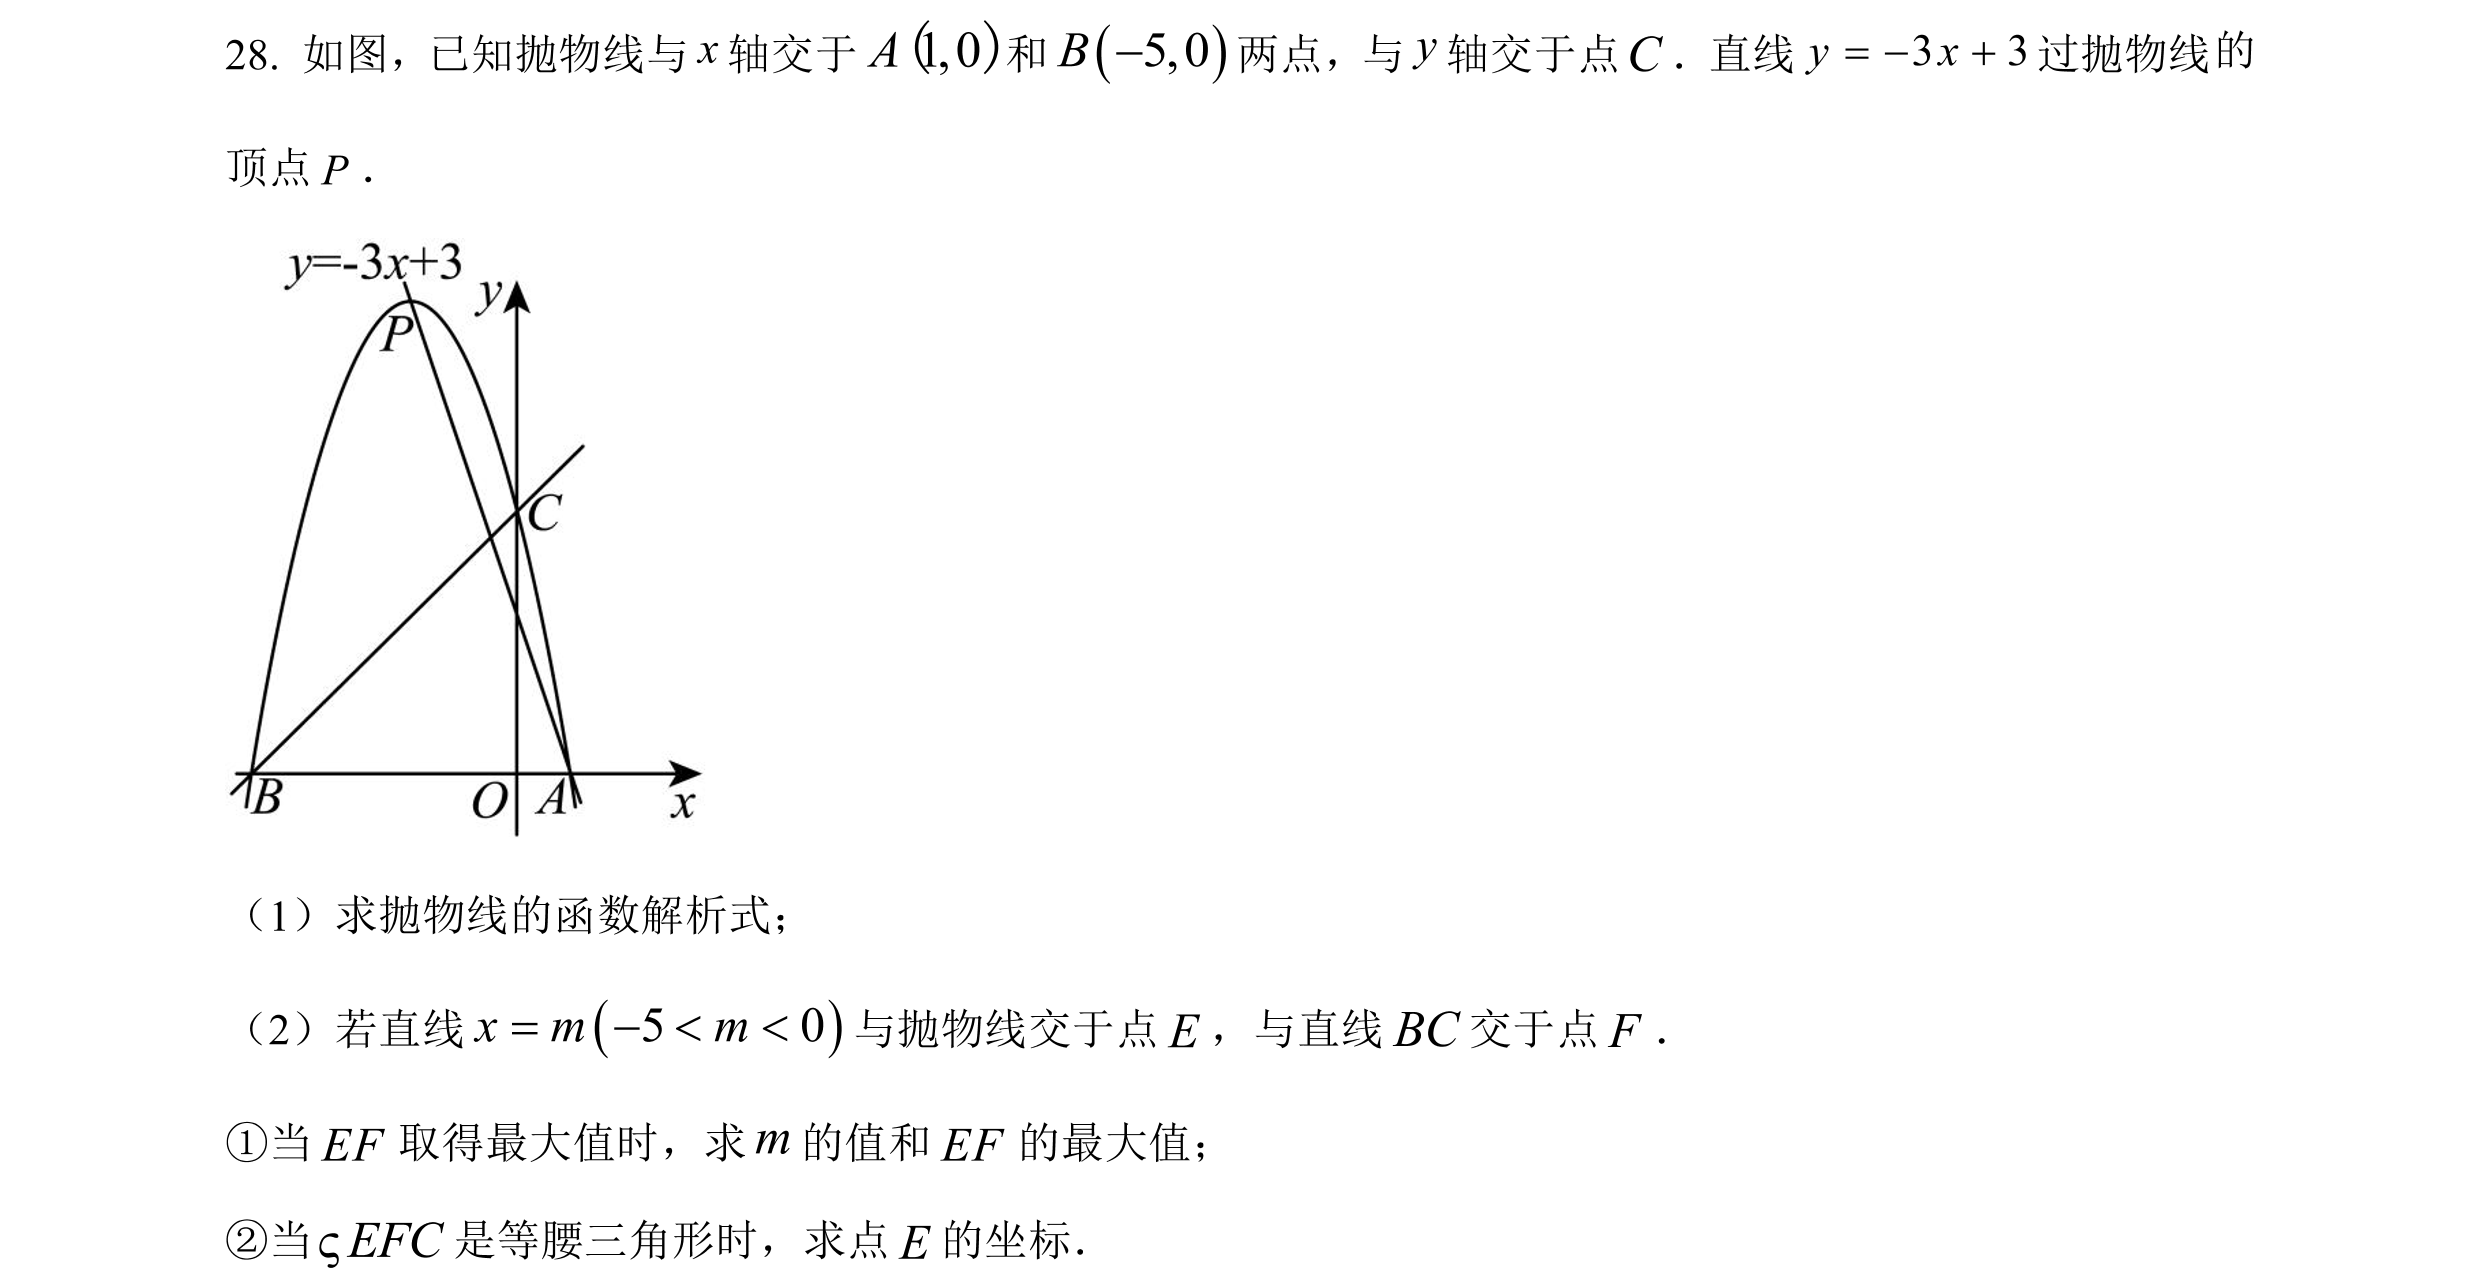 28. 如图，已知抛物线与 x 轴交于 A (1,0) 和 B(−5,0) 两点，与 y 轴交于点 C．直线 y = −3x + 3 过抛物线的
顶点 P．
y=-3x+3
y
P
C
B
O
A
x
（1）求抛物线的函数解析式；
（2）若直线 x = m(−5 < m < 0) 与抛物线交于点 E，与直线 BC 交于点 F．
①当 EF 取得最大值时，求 m 的值和 EF 的最大值；
②当 ς EFC 是等腰三角形时，求点 E 的坐标．